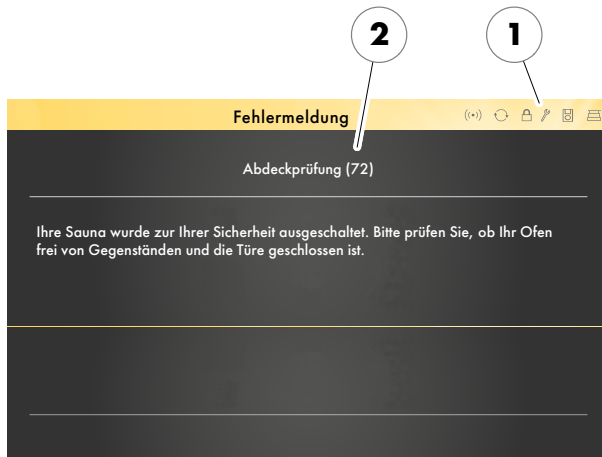 2
1
Fehlermeldung
Abdeckprüfung (72)
Ihre Sauna wurde zur Ihrer Sicherheit ausgeschaltet. Bitte prüfen Sie, ob Ihr Ofen
frei von Gegenständen und die Türe geschlossen ist.